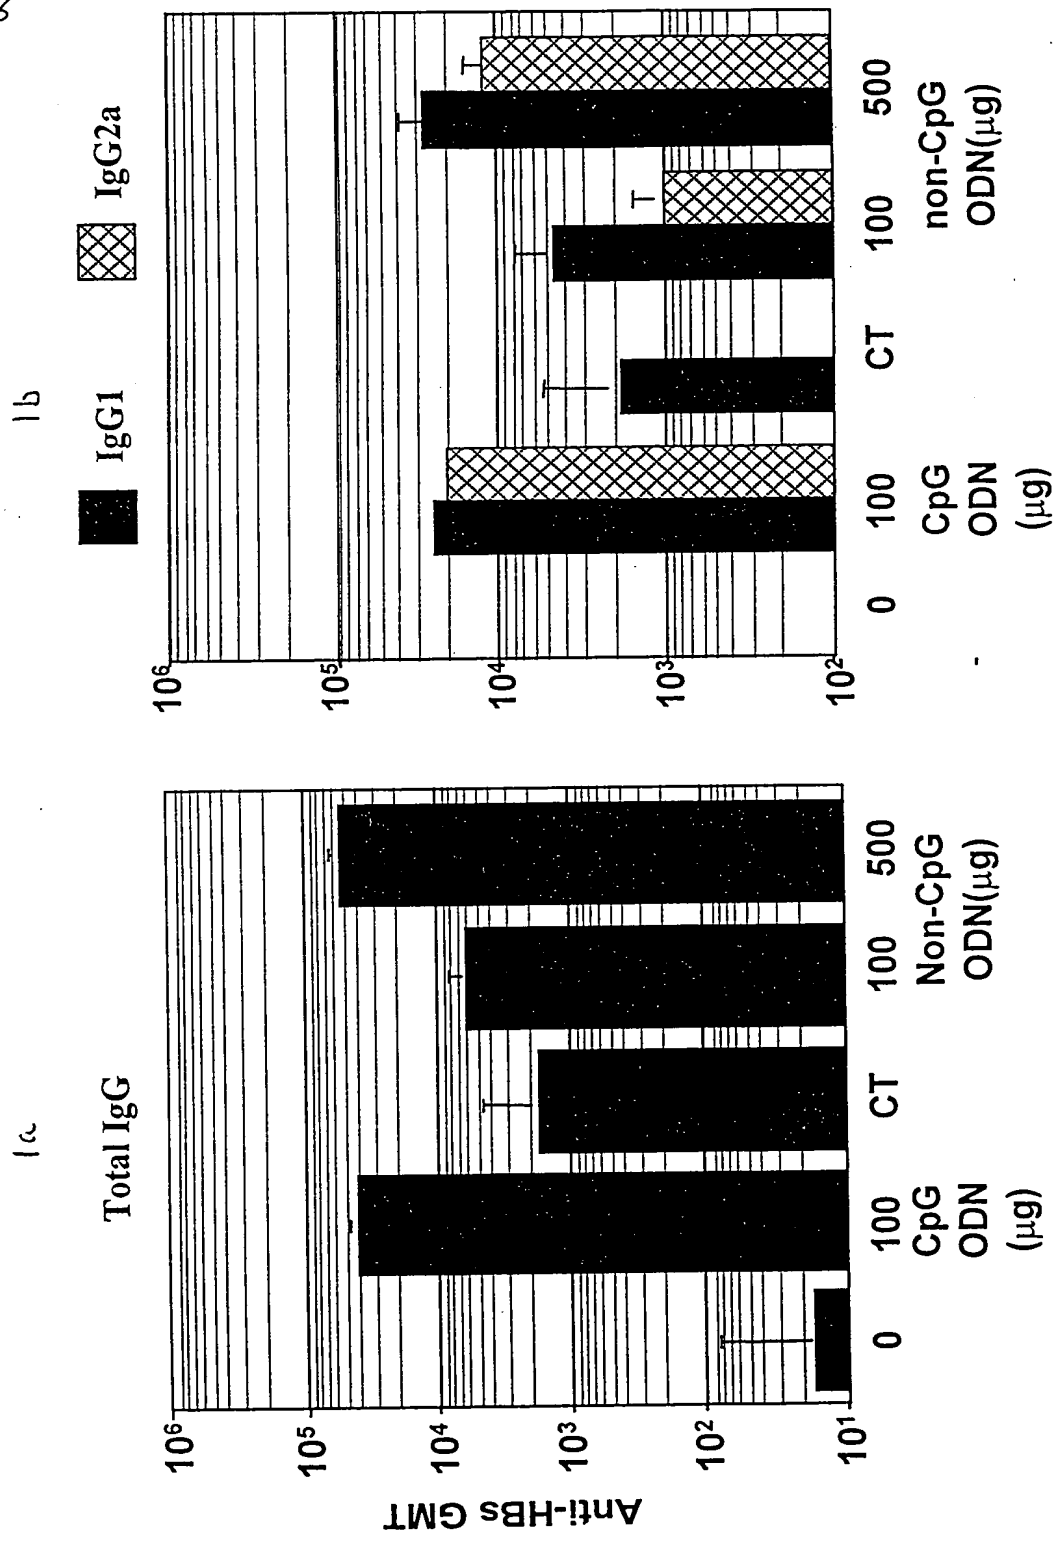 1a
Total IgG
Anti-HBs GMT
10⁶
10⁵
10⁴
10³
10²
10¹
0
100
CT
100
500
CpG
ODN
(μg)
Non-CpG
ODN(μg)
1b
IgG1
IgG2a
10⁶
10⁵
10⁴
10³
10²
0
100
CT
100
500
CpG
ODN
(μg)
non-CpG
ODN(μg)